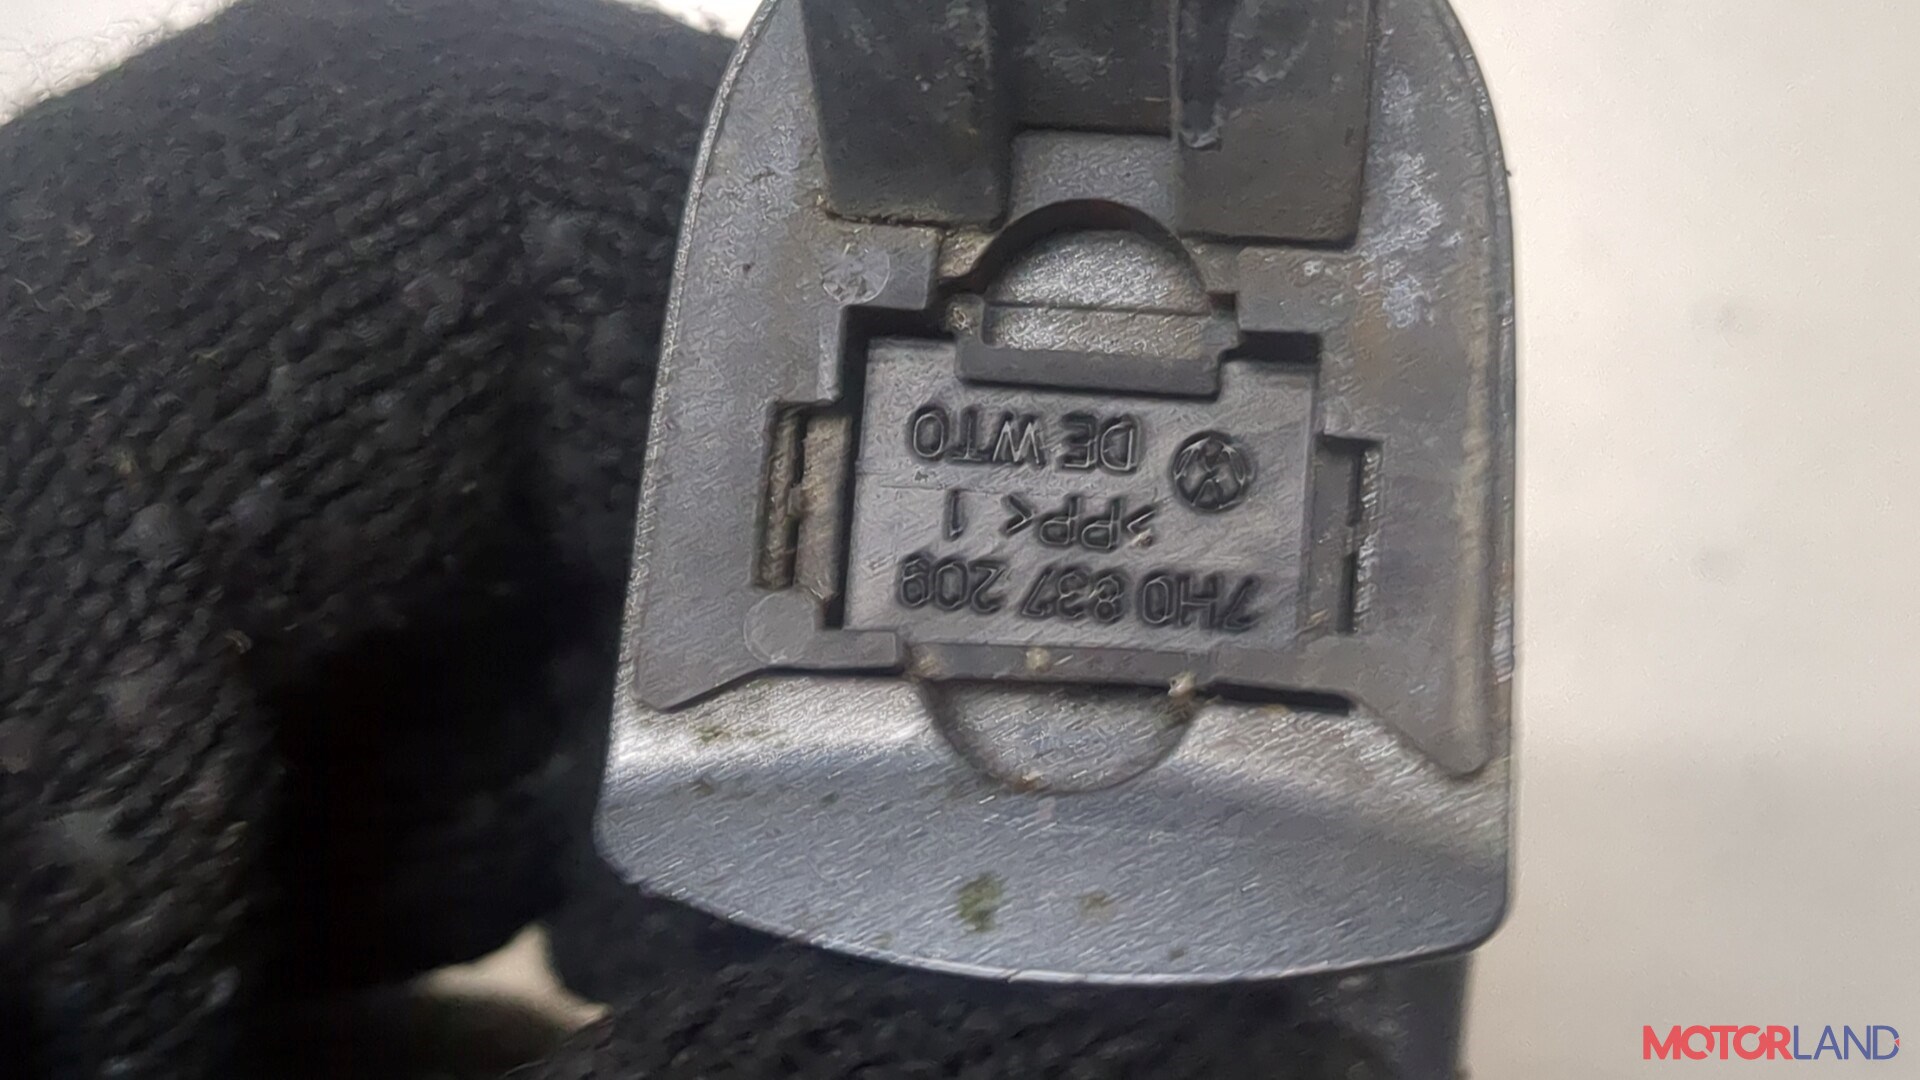 7H0 837 209
>PP< 1
DE WTO
MOTORLAND